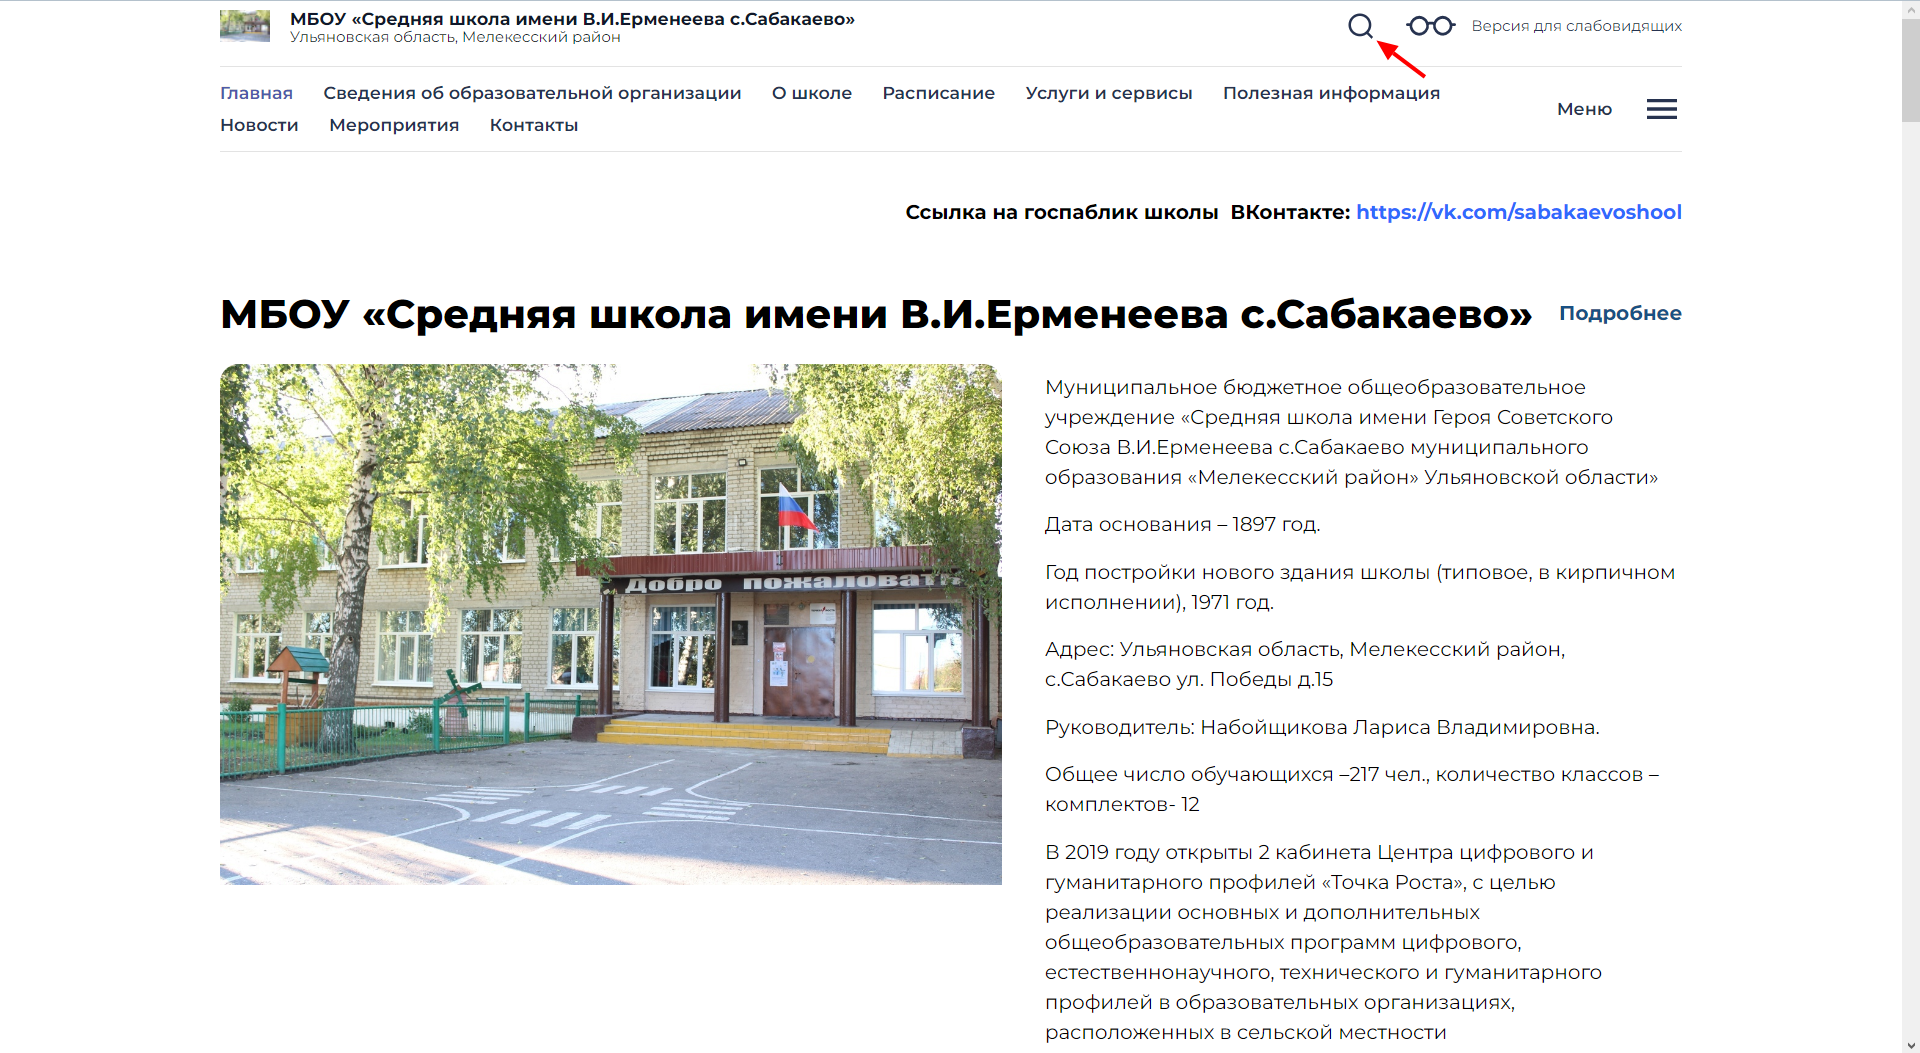 МБОУ «Средняя школа имени В.И.Ерменеева с.Сабакаево»
Ульяновская область, Мелекесский район
Версия для слабовидящих
Главная Сведения об образовательной организации О школе Расписание Услуги и сервисы Полезная информация
Новости Мероприятия Контакты
Меню
Ссылка на госпаблик школы ВКонтакте: https://vk.com/sabakaevoshool
МБОУ «Средняя школа имени В.И.Ерменеева с.Сабакаево»
Подробнее
Добро пожаловать
Муниципальное бюджетное общеобразовательное
учреждение «Средняя школа имени Героя Советского
Союза В.И.Ерменеева с.Сабакаево муниципального
образования «Мелекесский район» Ульяновской области»
Дата основания – 1897 год.
Год постройки нового здания школы (типовое, в кирпичном
исполнении), 1971 год.
Адрес: Ульяновская область, Мелекесский район,
с.Сабакаево ул. Победы д.15
Руководитель: Набойщикова Лариса Владимировна.
Общее число обучающихся –217 чел., количество классов –
комплектов- 12
В 2019 году открыты 2 кабинета Центра цифрового и
гуманитарного профилей «Точка Роста», с целью
реализации основных и дополнительных
общеобразовательных программ цифрового,
естественнонаучного, технического и гуманитарного
профилей в образовательных организациях,
расположенных в сельской местности